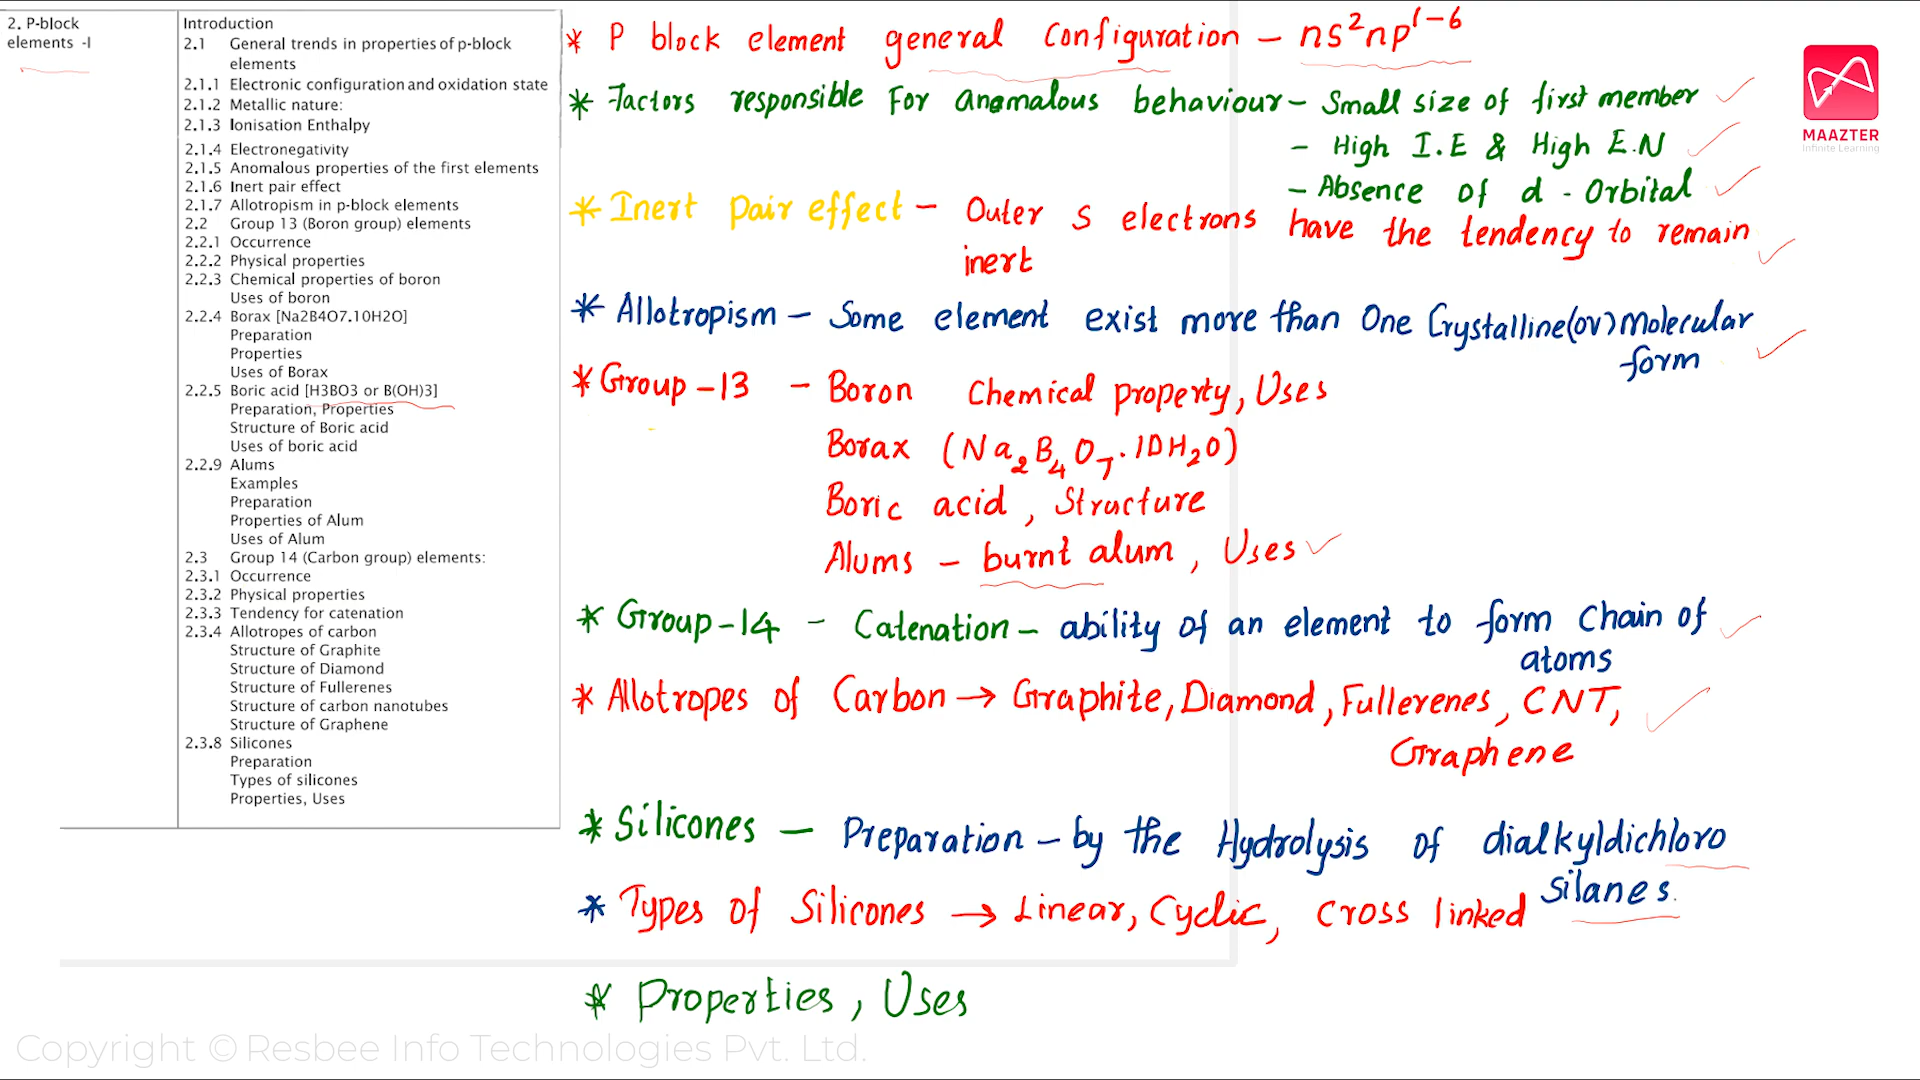 2. P-block
elements -I
Introduction
2.1 General trends in properties of p-block
elements
2.1.1 Electronic configuration and oxidation state
2.1.2 Metallic nature:
2.1.3 Ionisation Enthalpy
2.1.4 Electronegativity
2.1.5 Anomalous properties of the first elements
2.1.6 Inert pair effect
2.1.7 Allotropism in p-block elements
2.2 Group 13 (Boron group) elements
2.2.1 Occurrence
2.2.2 Physical properties
2.2.3 Chemical properties of boron
Uses of boron
2.2.4 Borax [Na2B4O7.10H2O]
Preparation
Properties
Uses of Borax
2.2.5 Boric acid [H3BO3 or B(OH)3]
Preparation, Properties
Structure of Boric acid
Uses of boric acid
2.2.9 Alums
Examples
Preparation
Properties of Alum
Uses of Alum
2.3 Group 14 (Carbon group) elements:
2.3.1 Occurrence
2.3.2 Physical properties
2.3.3 Tendency for catenation
2.3.4 Allotropes of carbon
Structure of Graphite
Structure of Diamond
Structure of Fullerenes
Structure of carbon nanotubes
Structure of Graphene
2.3.8 Silicones
Preparation
Types of silicones
Properties, Uses
* P block element general Configuration – ns²np¹⁻⁶
* Factors responsible For anomalous behaviour – Small size of first member
– High I.E & High E.N
– Absence of d - Orbital
* Inert Pair effect – Outer S electrons have the tendency to remain
inert
* Allotropism – Some element exist more than One Crystalline (or) Molecular
form
* Group – 13 – Boron Chemical property, Uses
Borax (Na₂B₄O₇.10H₂O)
Boric acid, Structure
Alums – burnt alum, Uses
* Group – 14 – Catenation – ability of an element to form Chain of
atoms
* Allotropes of Carbon → Graphite, Diamond, Fullerenes, CNT,
Graphene
* Silicones – Preparation – by the Hydrolysis of dialkyldichloro
silanes.
* Types of Silicones → Linear, Cyclic, Cross linked
* Properties, Uses
MAAZTER
Infinite Learning
Copyright © Resbee Info Technologies Pvt. Ltd.